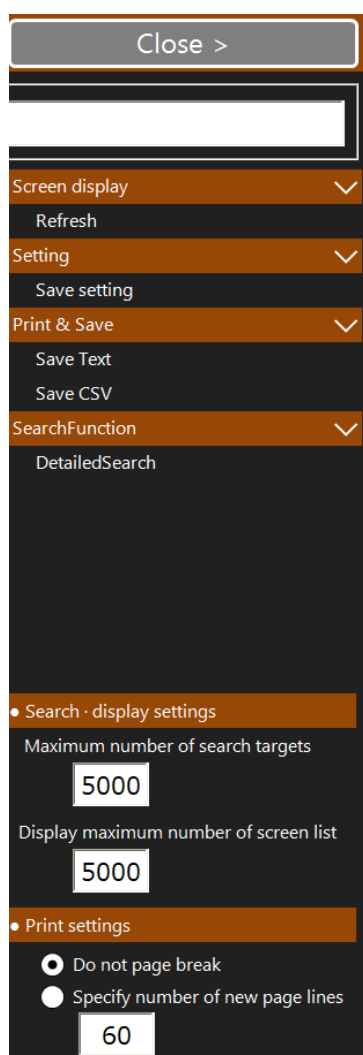 Close >
Screen display
Refresh
Setting
Save setting
Print & Save
Save Text
Save CSV
SearchFunction
DetailedSearch
• Search · display settings
Maximum number of search targets
5000
Display maximum number of screen list
5000
• Print settings
Do not page break
Specify number of new page lines
60